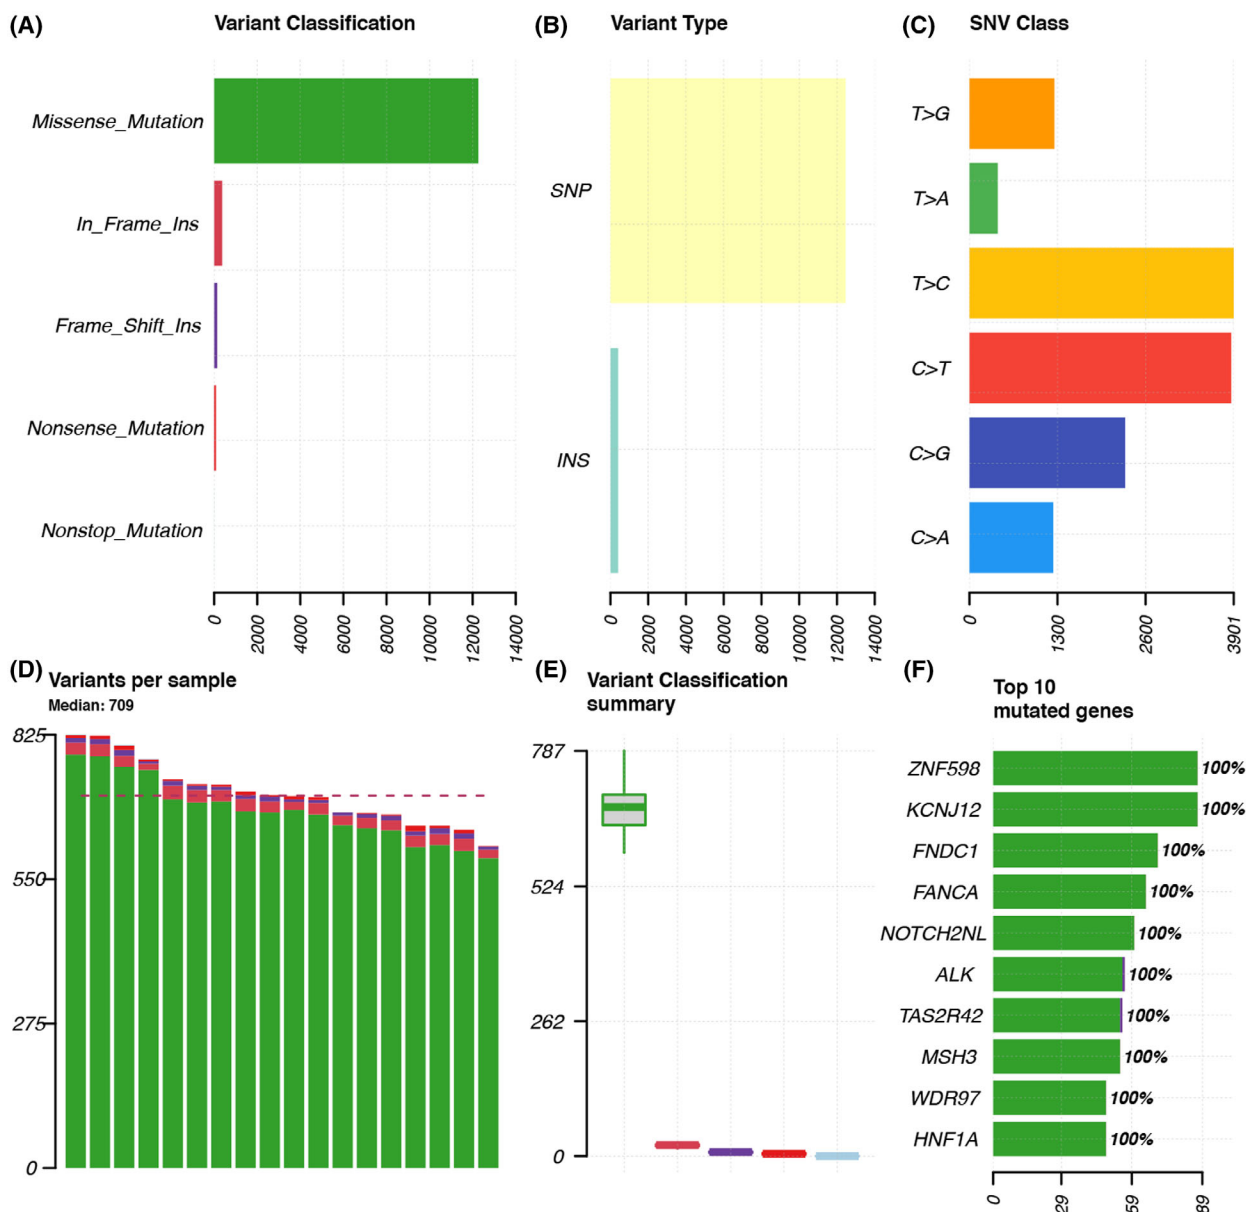 (A)
Variant Classification
Missense_Mutation
In_Frame_Ins
Frame_Shift_Ins
Nonsense_Mutation
Nonstop_Mutation
0
2000
4000
6000
8000
10000
12000
14000
(B)
Variant Type
SNP
INS
0
2000
4000
6000
8000
10000
12000
14000
(C)
SNV Class
T>G
T>A
T>C
C>T
C>G
C>A
0
1300
2600
3901
(D)
Variants per sample
Median: 709
825
550
275
0
(E)
Variant Classification
summary
787
524
262
0
(F)
Top 10
mutated genes
ZNF598 100%
KCNJ12 100%
FNDC1 100%
FANCA 100%
NOTCH2NL 100%
ALK 100%
TAS2R42 100%
MSH3 100%
WDR97 100%
HNF1A 100%
0
29
59
89